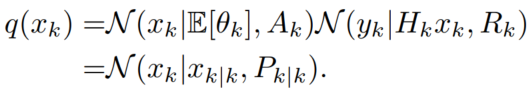 q(x_k) = 𝒩(x_k|𝔼[θ_k], A_k)𝒩(y_k|H_k x_k, R_k)
= 𝒩(x_k|x_{k|k}, P_{k|k}).